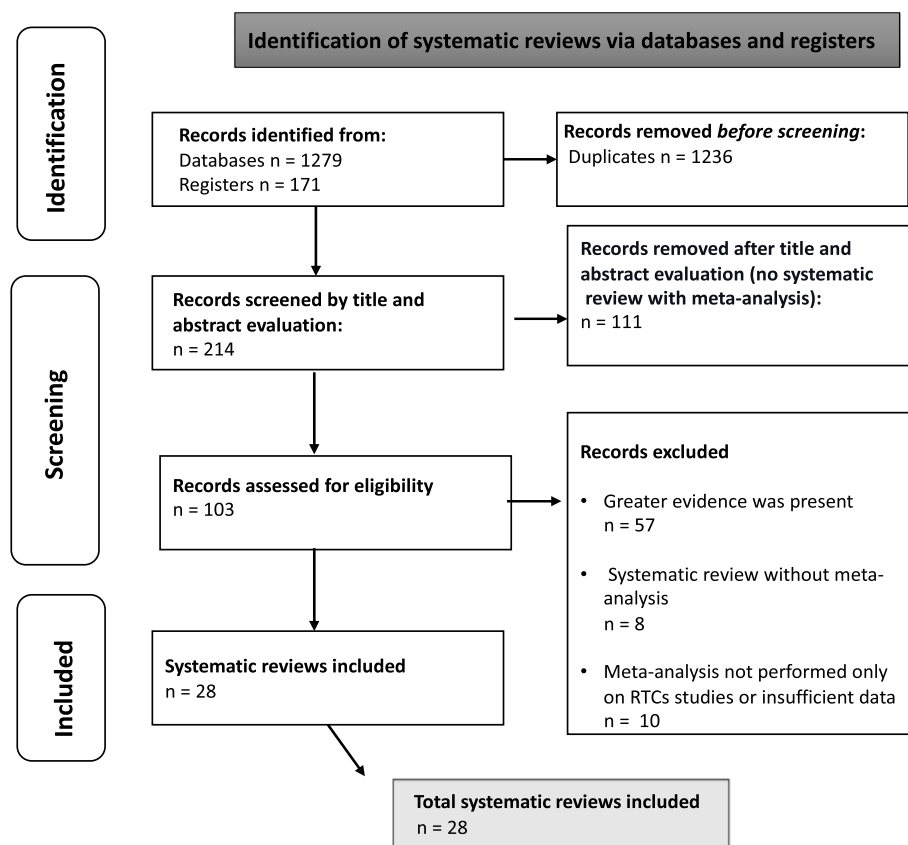 Identification of systematic reviews via databases and registers
Identification
Records identified from:
Databases n = 1279
Registers n = 171
Records removed before screening:
Duplicates n = 1236
Screening
Records screened by title and
abstract evaluation:
n = 214
Records removed after title and
abstract evaluation (no systematic
review with meta-analysis):
n = 111
Records assessed for eligibility
n = 103
Records excluded
• Greater evidence was present
n = 57
• Systematic review without meta-
analysis
n = 8
• Meta-analysis not performed only
on RTCs studies or insufficient data
n = 10
Included
Systematic reviews included
n = 28
Total systematic reviews included
n = 28